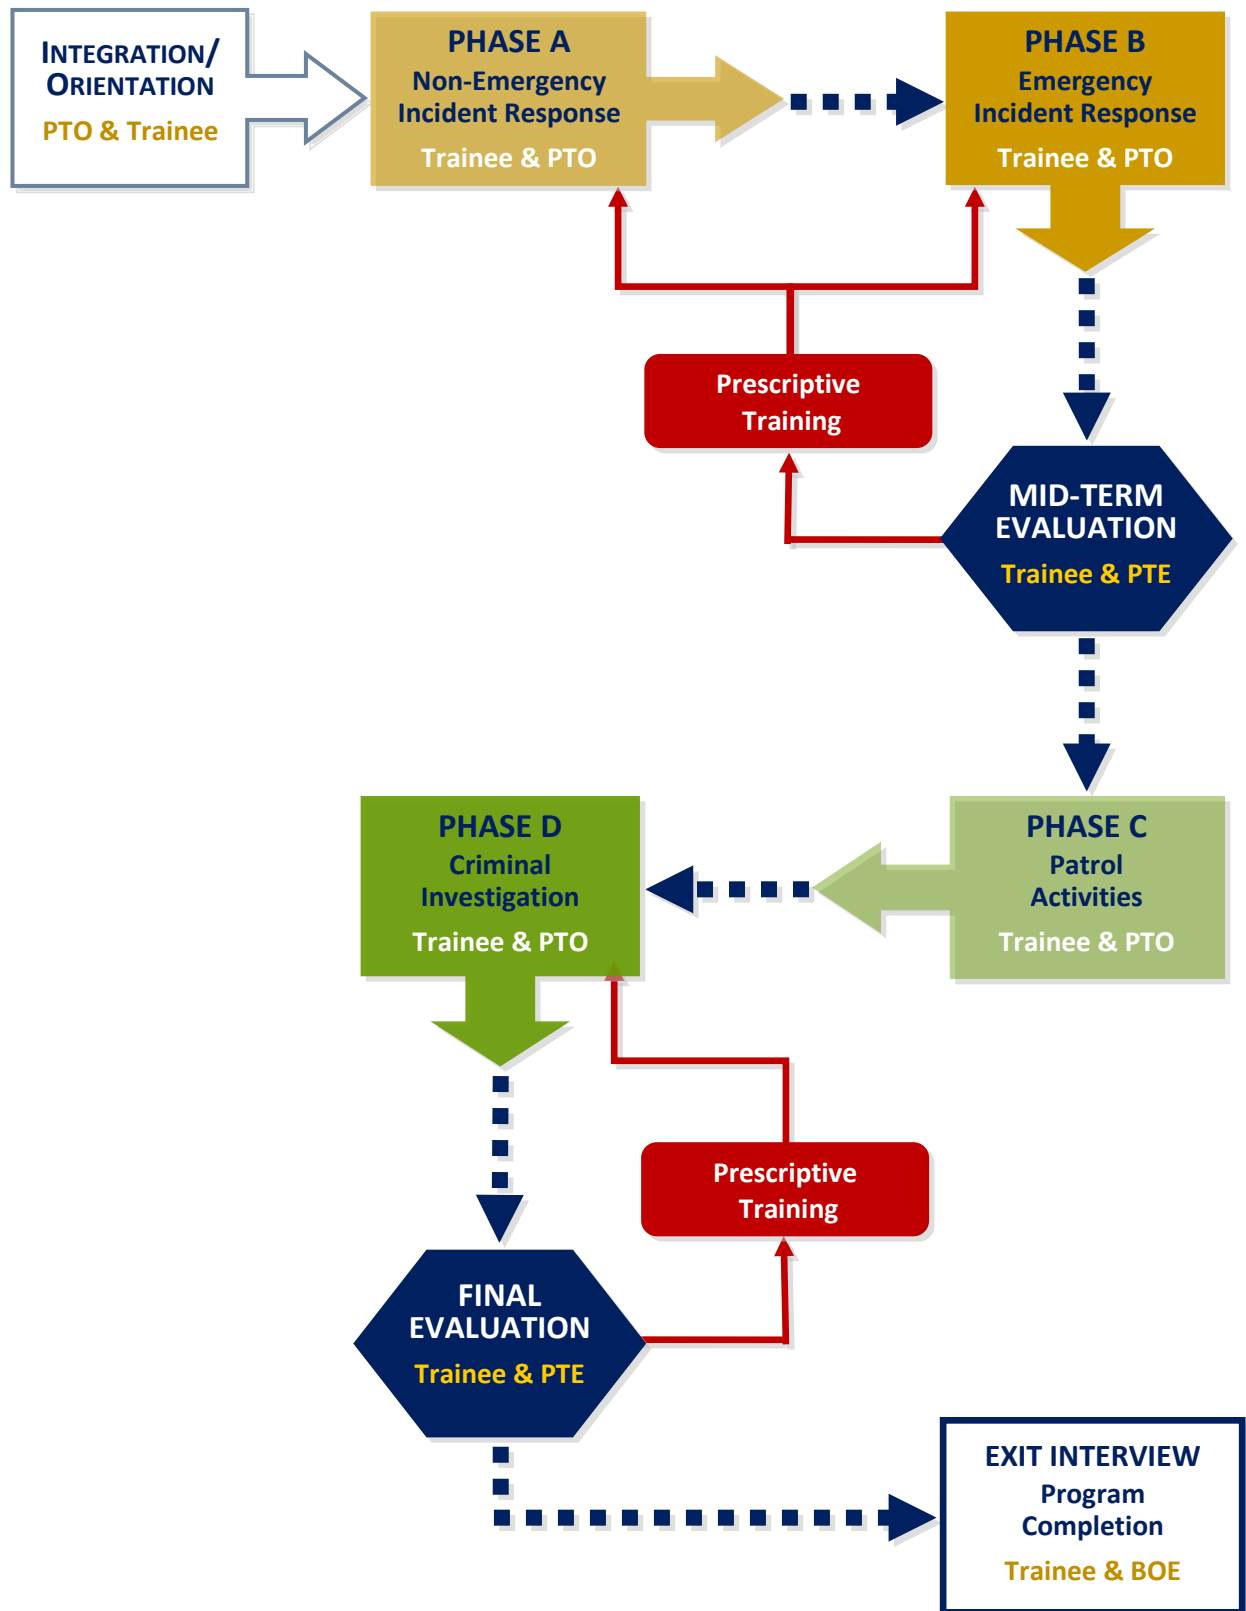 INTEGRATION/
ORIENTATION
PTO & Trainee
PHASE A
Non-Emergency
Incident Response
Trainee & PTO
PHASE B
Emergency
Incident Response
Trainee & PTO
Prescriptive
Training
MID-TERM
EVALUATION
Trainee & PTE
PHASE D
Criminal
Investigation
Trainee & PTO
PHASE C
Patrol
Activities
Trainee & PTO
Prescriptive
Training
FINAL
EVALUATION
Trainee & PTE
EXIT INTERVIEW
Program
Completion
Trainee & BOE